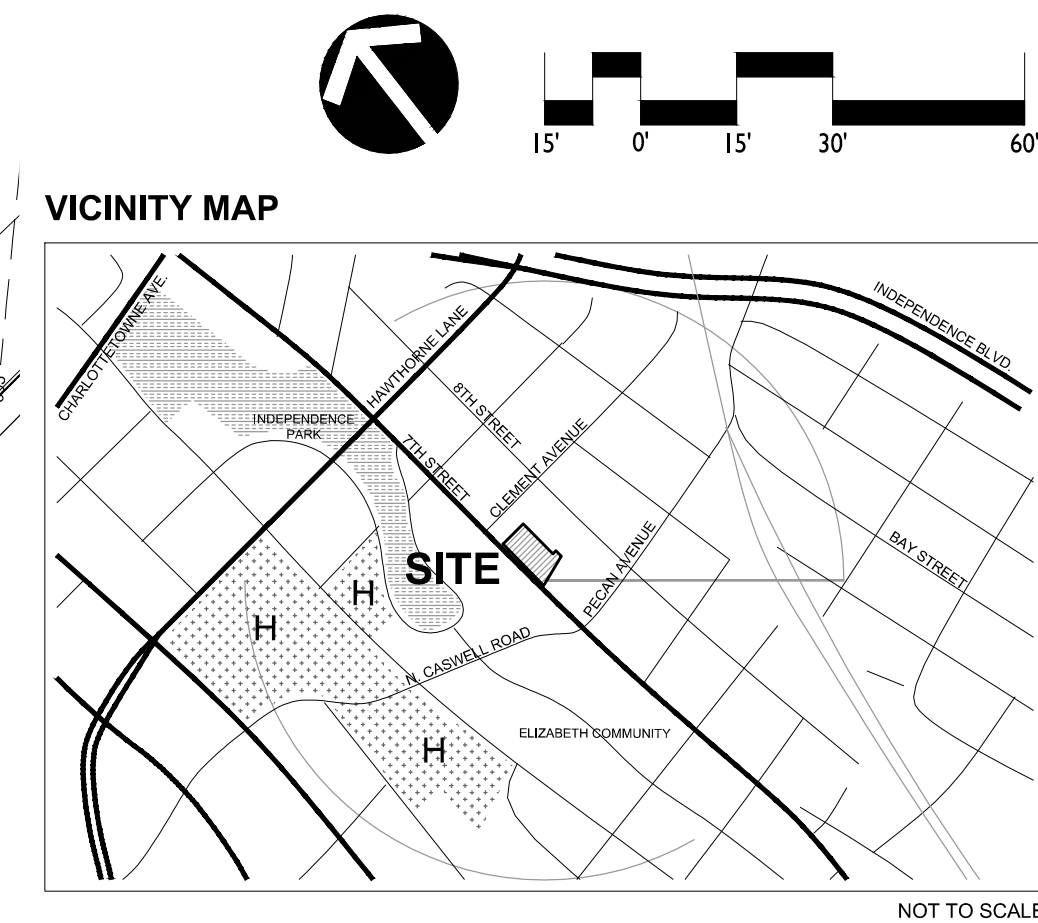 15' 0' 15' 30' 60'
VICINITY MAP
CHARLOTTETOWNE AVE.
INDEPENDENCE BLVD.
HAWTHORNE LANE
8TH STREET
INDEPENDENCE
PARK
7TH STREET
CLEMENT AVENUE
SITE
PECAN AVENUE
BAY STREET
H
H
N. CASWELL ROAD
ELIZABETH COMMUNITY
H
NOT TO SCALE